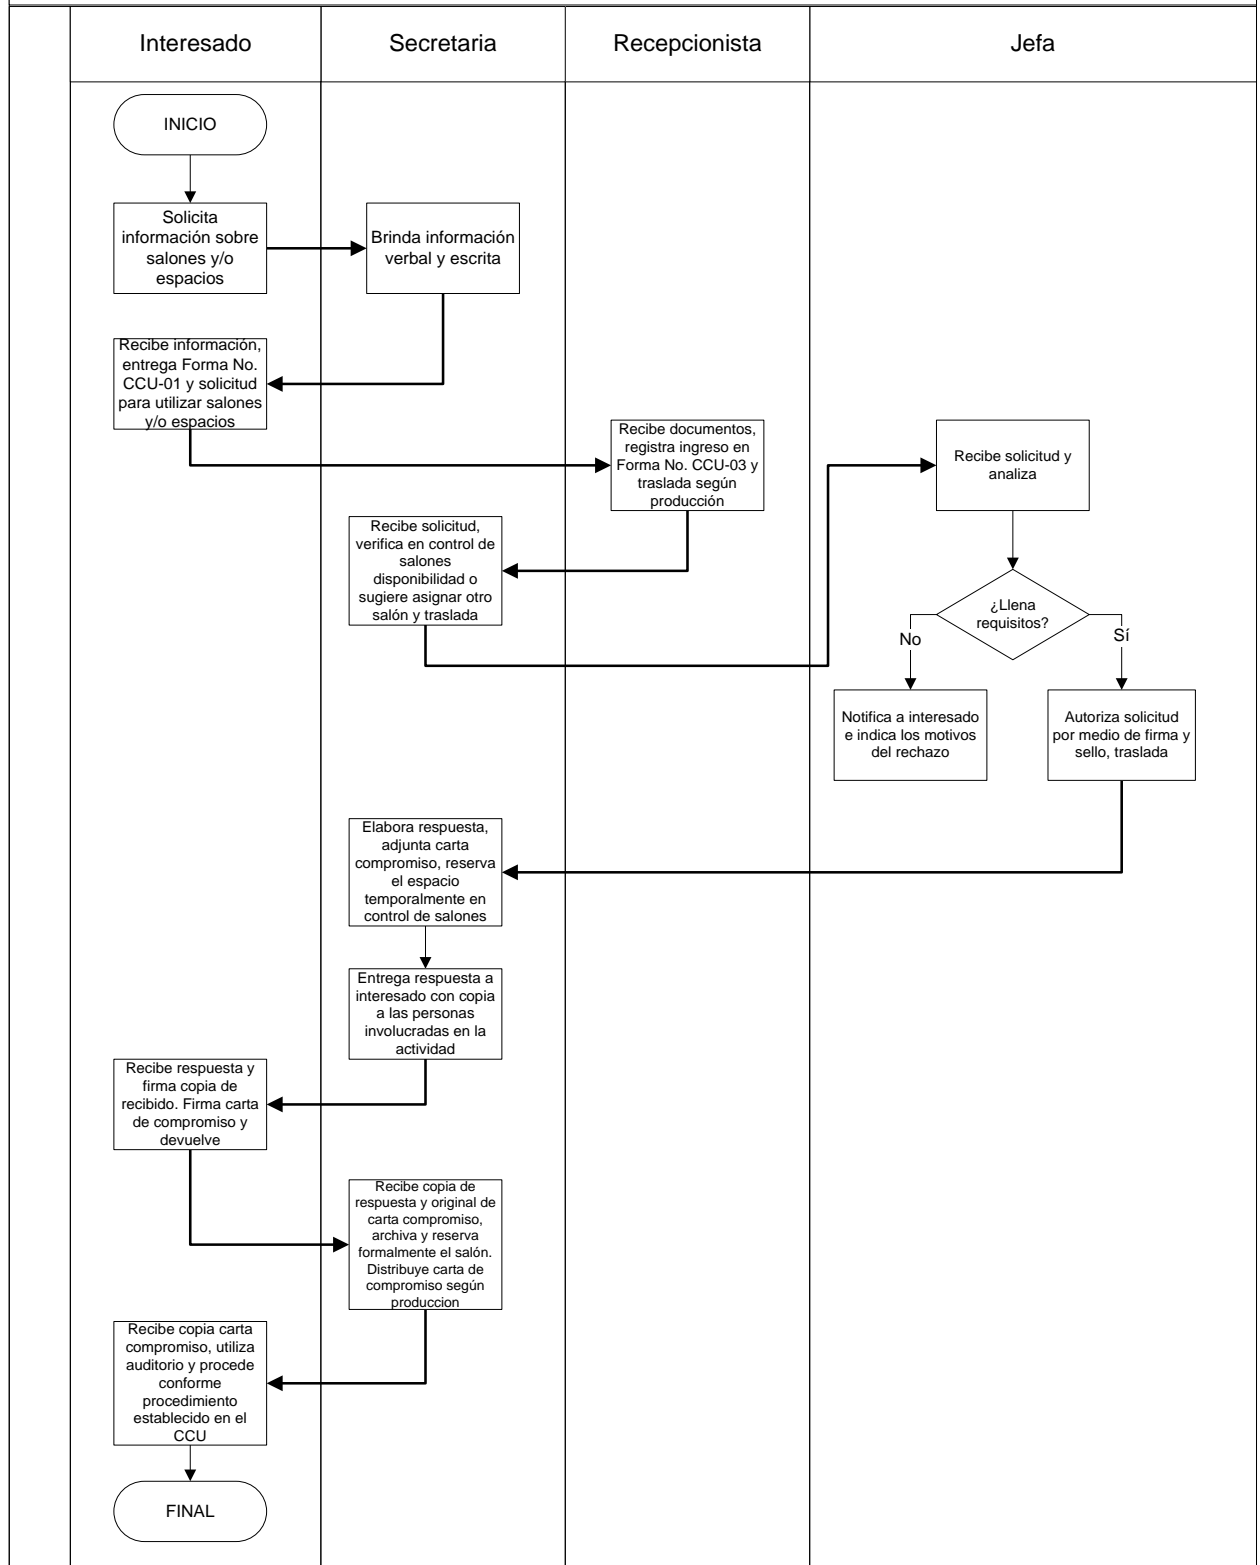 Interesado
Secretaria
Recepcionista
Jefa
INICIO
Solicita
información sobre
salones y/o
espacios
Brinda información
verbal y escrita
Recibe información,
entrega Forma No.
CCU-01 y solicitud
para utilizar salones
y/o espacios
Recibe documentos,
registra ingreso en
Forma No. CCU-03 y
traslada según
producción
Recibe solicitud y
analiza
Recibe solicitud,
verifica en control de
salones
disponibilidad o
sugiere asignar otro
salón y traslada
¿Llena
requisitos?
No
Sí
Notifica a interesado
e indica los motivos
del rechazo
Autoriza solicitud
por medio de firma y
sello, traslada
Elabora respuesta,
adjunta carta
compromiso, reserva
el espacio
temporalmente en
control de salones
Entrega respuesta a
interesado con copia
a las personas
involucradas en la
actividad
Recibe respuesta y
firma copia de
recibido. Firma carta
de compromiso y
devuelve
Recibe copia de
respuesta y original de
carta compromiso,
archiva y reserva
formalmente el salón.
Distribuye carta de
compromiso según
produccion
Recibe copia carta
compromiso, utiliza
auditorio y procede
conforme
procedimiento
establecido en el
CCU
FINAL